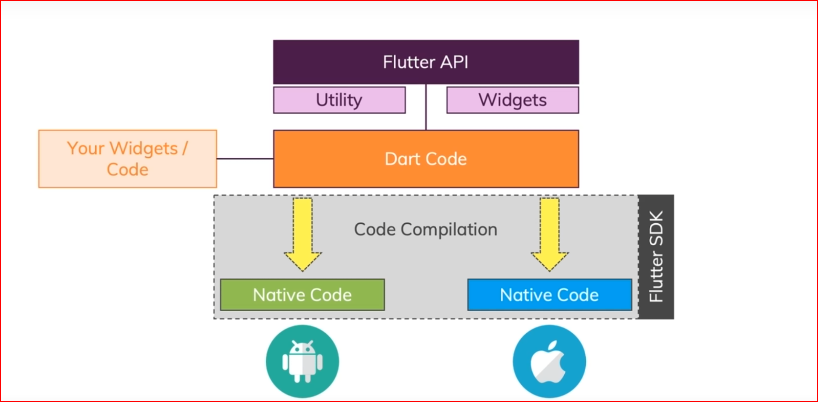 Flutter API
Utility
Widgets
Your Widgets /
Code
Dart Code
Code Compilation
Flutter SDK
Native Code
Native Code